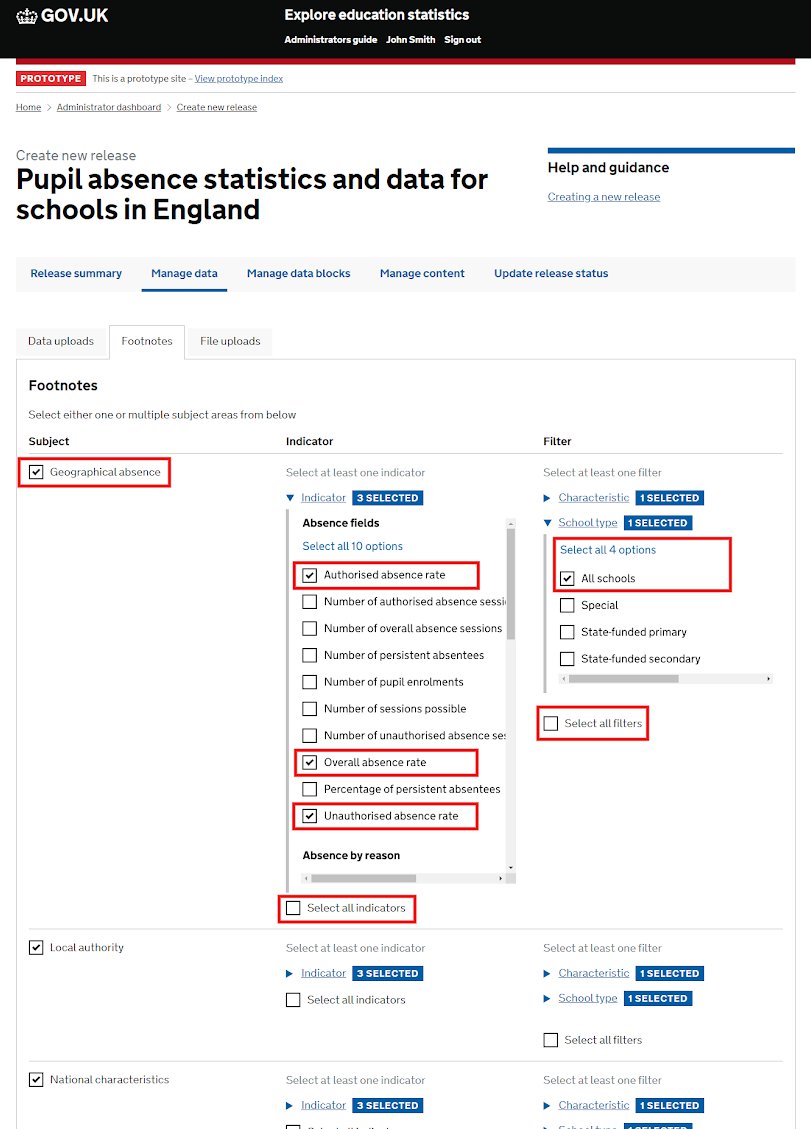 GOV.UK
Explore education statistics
Administrators guide John Smith Sign out
PROTOTYPE This is a prototype site – View prototype index
Home > Administrator dashboard > Create new release
Create new release
Pupil absence statistics and data for
schools in England
Help and guidance
Creating a new release
Release summary Manage data Manage data blocks Manage content Update release status
Data uploads Footnotes File uploads
Footnotes
Select either one or multiple subject areas from below
Subject Indicator Filter
Geographical absence
Select at least one indicator
Indicator 3 SELECTED
Absence fields
Select all 10 options
Authorised absence rate
Number of authorised absence sessi
Number of overall absence sessions
Number of persistent absentees
Number of pupil enrolments
Number of sessions possible
Number of unauthorised absence ses
Overall absence rate
Percentage of persistent absentees
Unauthorised absence rate
Absence by reason
Select all indicators
Select at least one filter
Characteristic 1 SELECTED
School type 1 SELECTED
Select all 4 options
All schools
Special
State-funded primary
State-funded secondary
Select all filters
Local authority
Select at least one indicator
Indicator 3 SELECTED
Select all indicators
Select at least one filter
Characteristic 1 SELECTED
School type 1 SELECTED
Select all filters
National characteristics
Select at least one indicator
Indicator 3 SELECTED
Select at least one filter
Characteristic 1 SELECTED